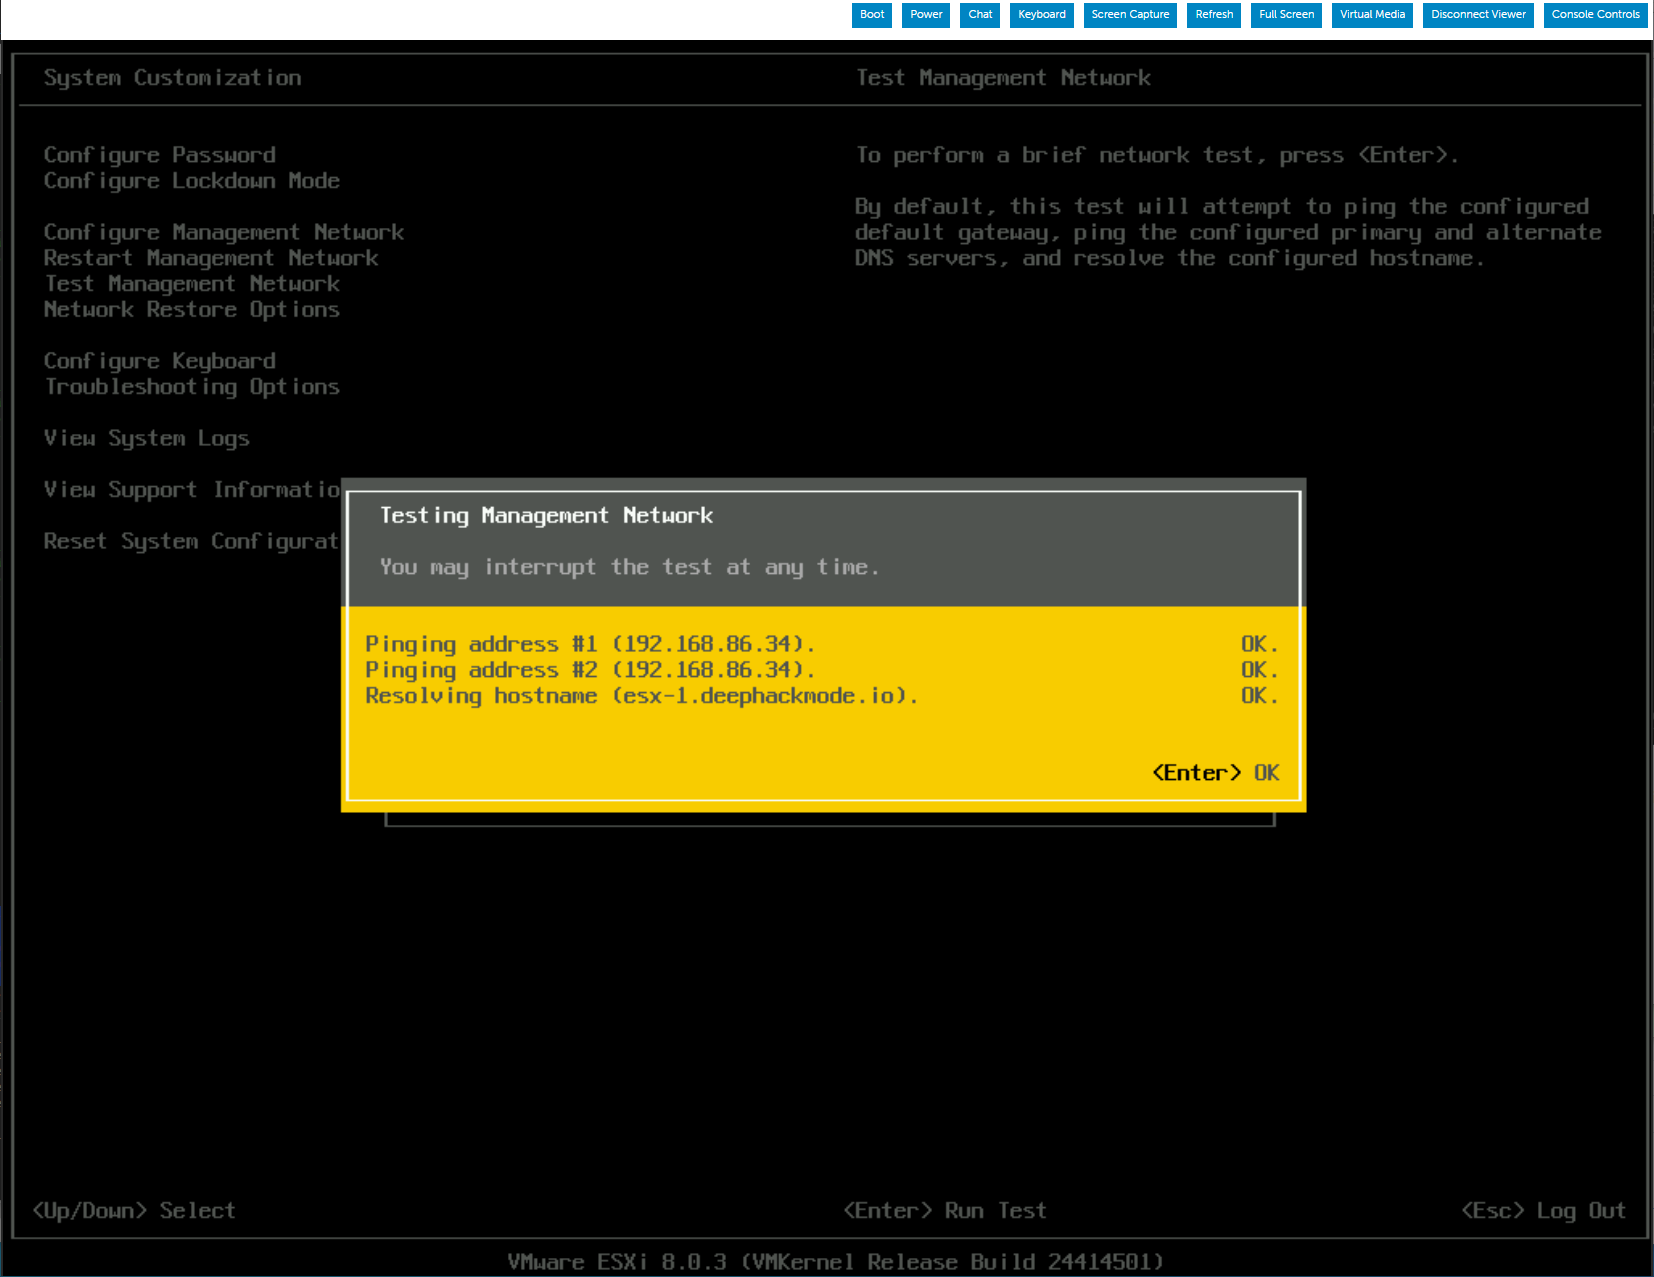 Boot Power Chat Keyboard Screen Capture Refresh Full Screen Virtual Media Disconnect Viewer Console Controls
System Customization
Test Management Network
Configure Password
Configure Lockdown Mode
Configure Management Network
Restart Management Network
Test Management Network
Network Restore Options
Configure Keyboard
Troubleshooting Options
View System Logs
View Support Informatio
Reset System Configurat
To perform a brief network test, press <Enter>.
By default, this test will attempt to ping the configured
default gateway, ping the configured primary and alternate
DNS servers, and resolve the configured hostname.
Testing Management Network
You may interrupt the test at any time.
Pinging address #1 (192.168.86.34). OK.
Pinging address #2 (192.168.86.34). OK.
Resolving hostname (esx-1.deephackmode.io). OK.
<Enter> OK
<Up/Down> Select <Enter> Run Test <Esc> Log Out
VMware ESXi 8.0.3 (VMKernel Release Build 24414501)